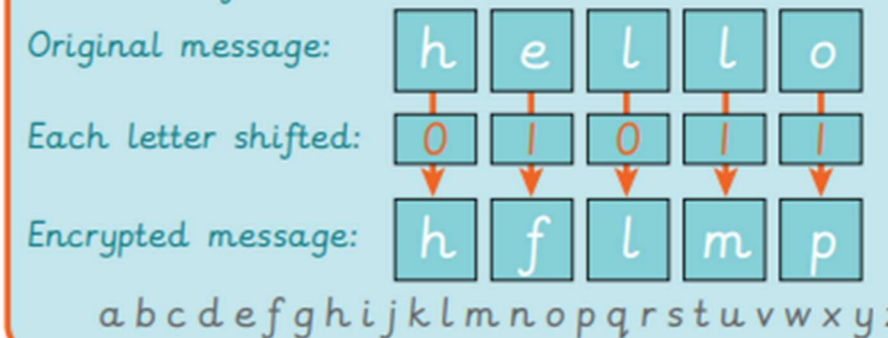 Original message: h e l l o
Each letter shifted: 0 1 0 1 1
Encrypted message: h f l m p
a b c d e f g h i j k l m n o p q r s t u v w x y